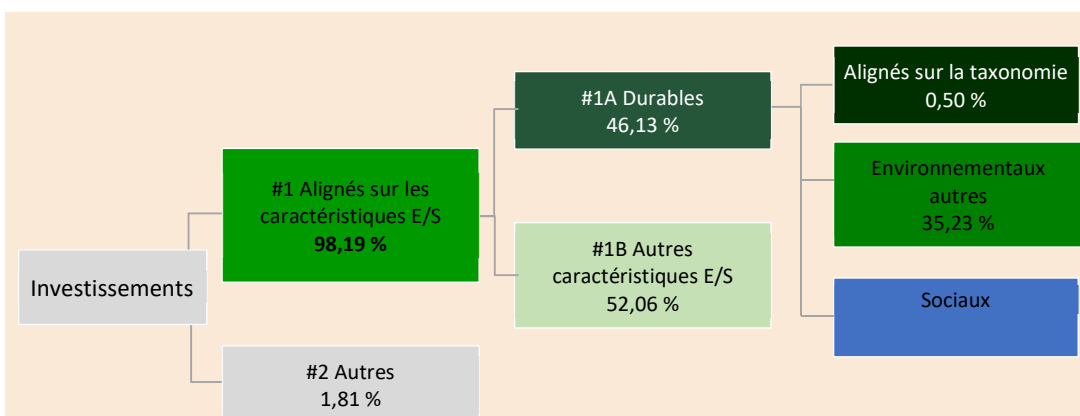 Investissements
#1 Alignés sur les
caractéristiques E/S
98,19 %
#2 Autres
1,81 %
#1A Durables
46,13 %
#1B Autres
caractéristiques E/S
52,06 %
Alignés sur la taxonomie
0,50 %
Environnementaux
autres
35,23 %
Sociaux